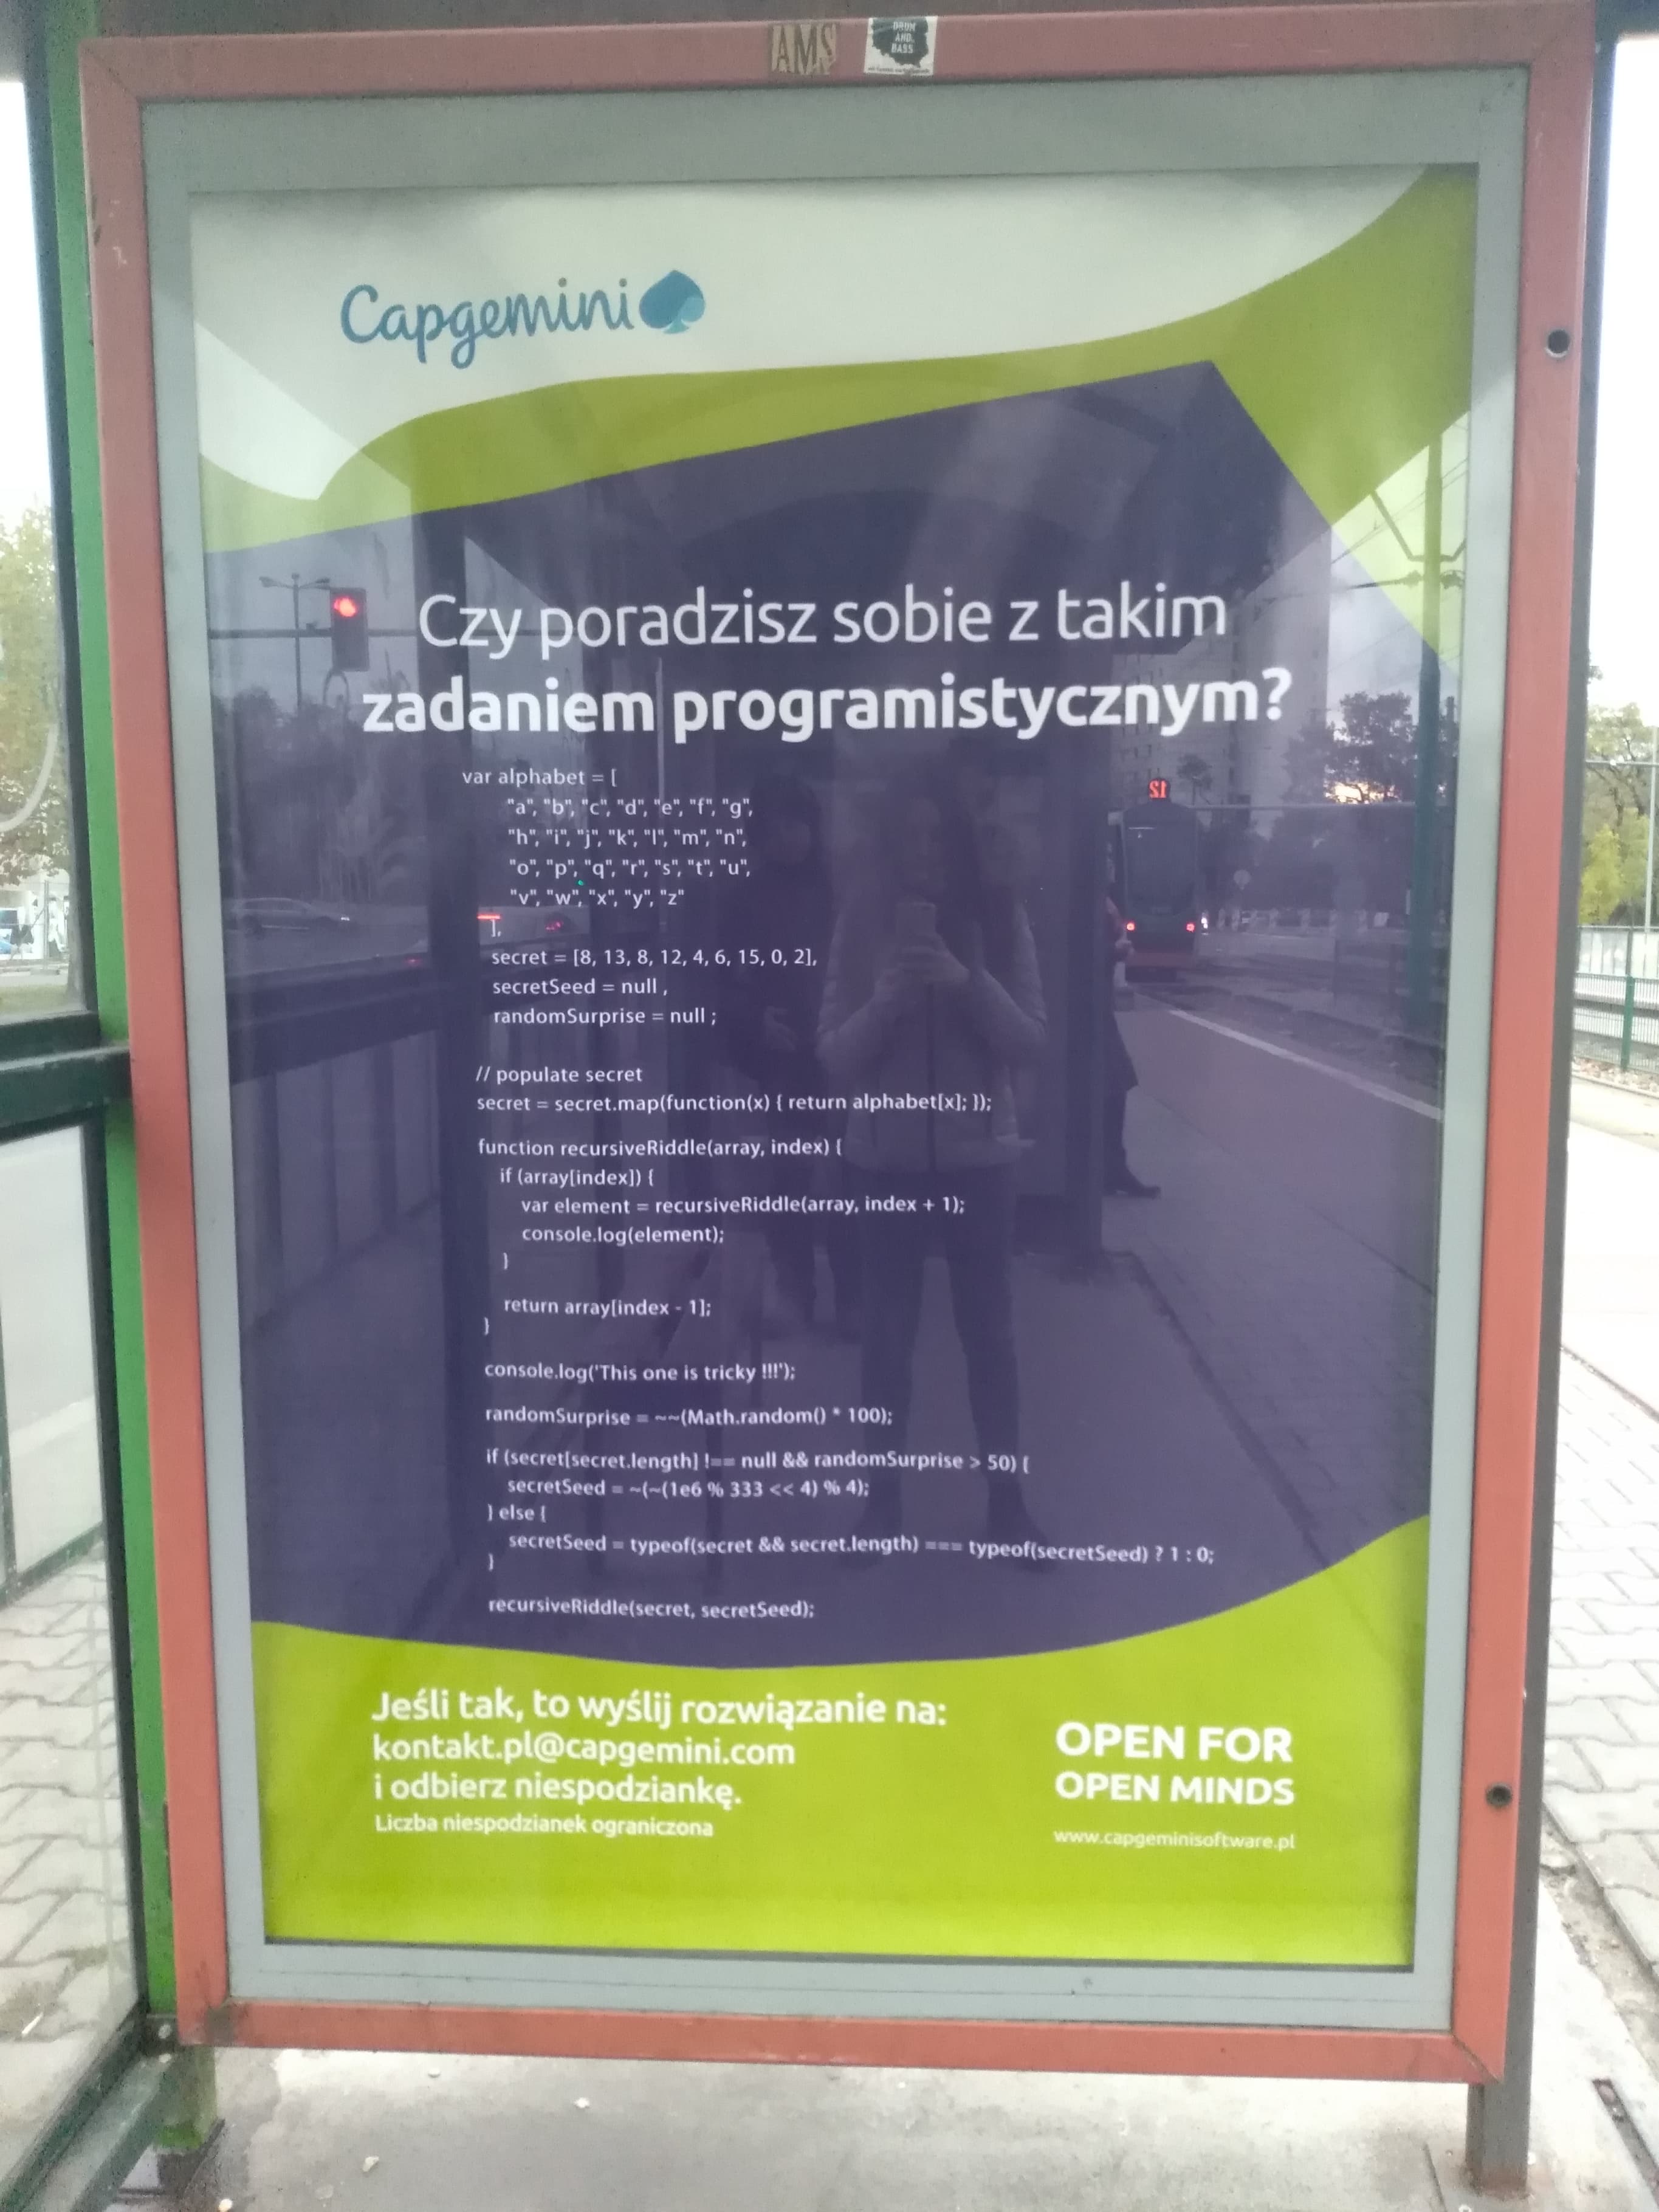 AMS
DRUM
AND
BASS
Capgemini
Czy poradzisz sobie z takim
zadaniem programistycznym?
var alphabet = [
"a", "b", "c", "d", "e", "f", "g",
"h", "i", "j", "k", "l", "m", "n",
"o", "p", "q", "r", "s", "t", "u",
"v", "w", "x", "y", "z"
],
secret = [8, 13, 8, 12, 4, 6, 15, 0, 2],
secretSeed = null ,
randomSurprise = null ;
// populate secret
secret = secret.map(function(x) { return alphabet[x]; });
function recursiveRiddle(array, index) {
if (array[index]) {
var element = recursiveRiddle(array, index + 1);
console.log(element);
}
return array[index - 1];
}
console.log('This one is tricky !!!');
randomSurprise = ~~(Math.random() * 100);
if (secret[secret.length] !== null && randomSurprise > 50) {
secretSeed = ~(~(1e6 % 333 << 4) % 4);
} else {
secretSeed = typeof(secret && secret.length) === typeof(secretSeed) ? 1 : 0;
}
recursiveRiddle(secret, secretSeed);
Jeśli tak, to wyślij rozwiązanie na:
kontakt.pl@capgemini.com
i odbierz niespodziankę.
Liczba niespodzianek ograniczona
OPEN FOR
OPEN MINDS
www.capgeminisoftware.pl
12